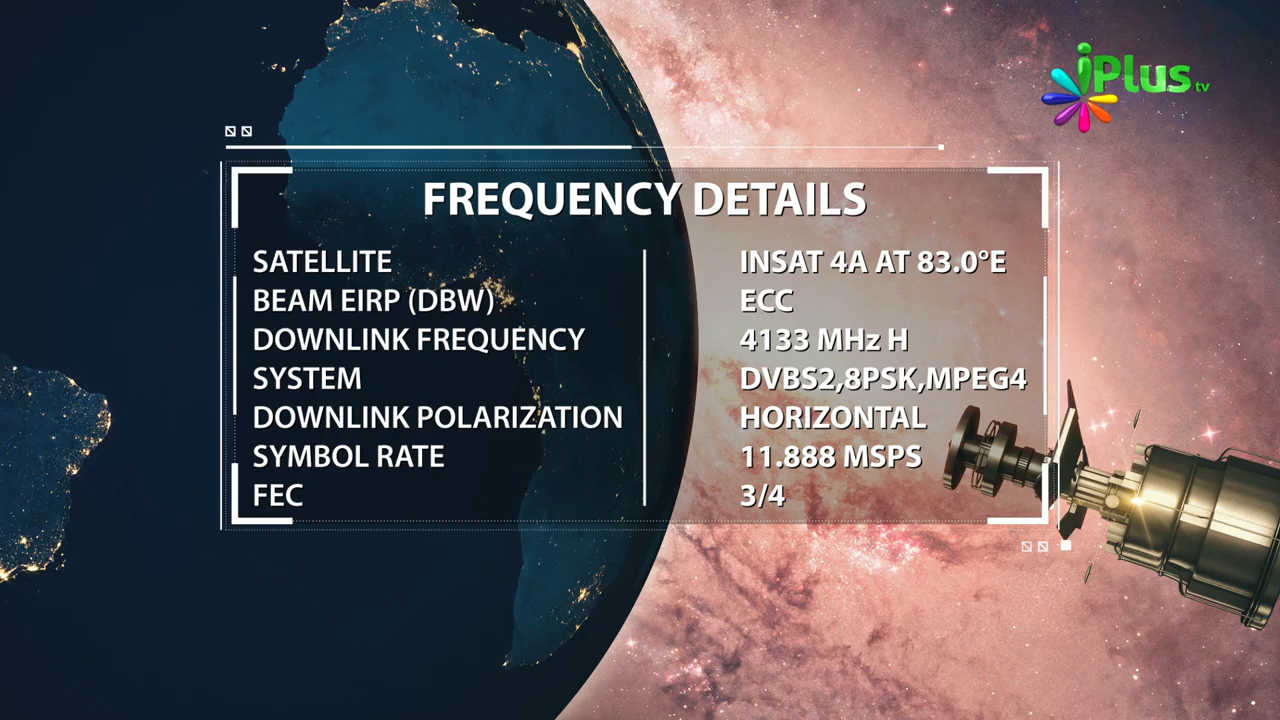 iPlus tv
FREQUENCY DETAILS
SATELLITE INSAT 4A AT 83.0°E
BEAM EIRP (DBW) ECC
DOWNLINK FREQUENCY 4133 MHz H
SYSTEM DVBS2,8PSK,MPEG4
DOWNLINK POLARIZATION HORIZONTAL
SYMBOL RATE 11.888 MSPS
FEC 3/4